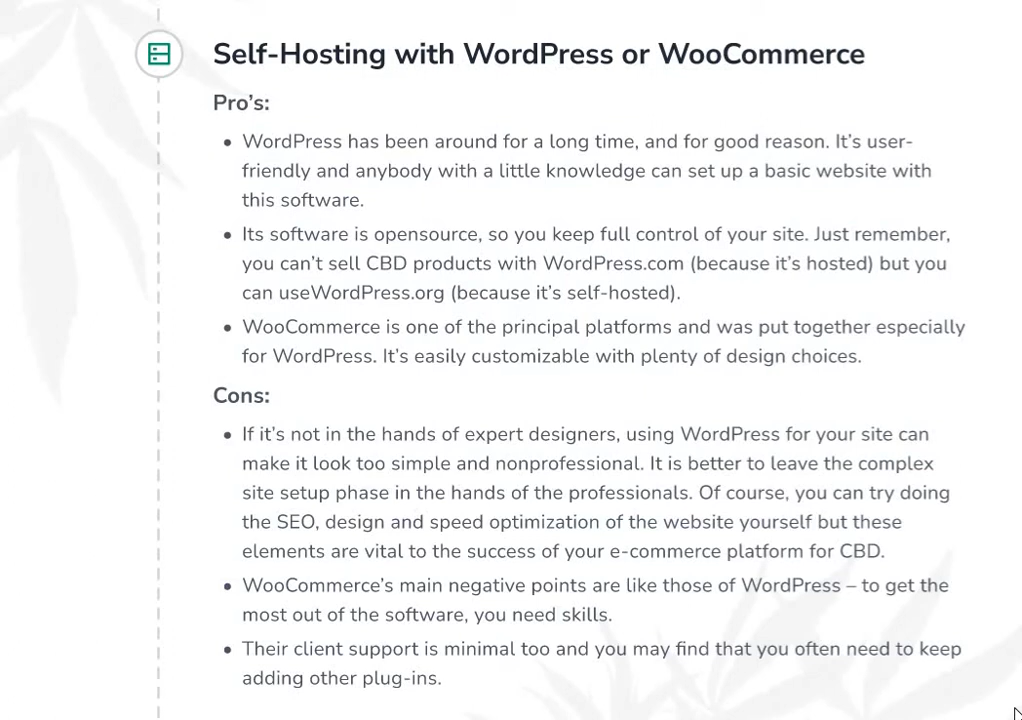 Self-Hosting with WordPress or WooCommerce
Pro’s:
• WordPress has been around for a long time, and for good reason. It’s user-
friendly and anybody with a little knowledge can set up a basic website with
this software.
• Its software is opensource, so you keep full control of your site. Just remember,
you can’t sell CBD products with WordPress.com (because it’s hosted) but you
can useWordPress.org (because it’s self-hosted).
• WooCommerce is one of the principal platforms and was put together especially
for WordPress. It’s easily customizable with plenty of design choices.
Cons:
• If it’s not in the hands of expert designers, using WordPress for your site can
make it look too simple and nonprofessional. It is better to leave the complex
site setup phase in the hands of the professionals. Of course, you can try doing
the SEO, design and speed optimization of the website yourself but these
elements are vital to the success of your e-commerce platform for CBD.
• WooCommerce’s main negative points are like those of WordPress – to get the
most out of the software, you need skills.
• Their client support is minimal too and you may find that you often need to keep
adding other plug-ins.